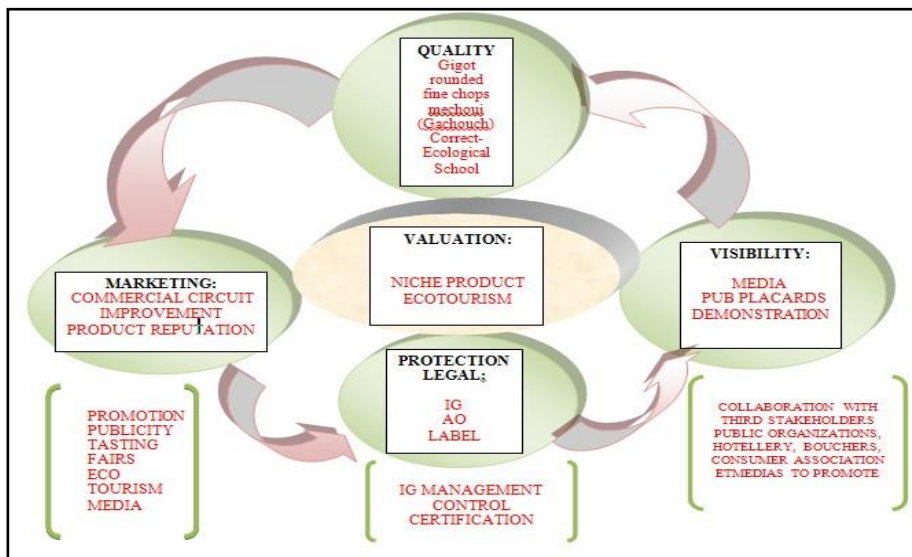 QUALITY
Gigot
rounded
fine chops
mechoui
(Gachouch)
Correct-
Ecological
School
VALUATION:
NICHE PRODUCT
ECOTOURISM
MARKETING:
COMMERCIAL CIRCUIT
IMPROVEMENT
PRODUCT REPUTATION
VISIBILITY:
MEDIA
PUB PLACARDS
DEMONSTRATION
PROTECTION
LEGAL:
IG
AO
LABEL
PROMOTION
PUBLICITY
TASTING
FAIRS
ECO
TOURISM
MEDIA
IG MANAGEMENT
CONTROL
CERTIFICATION
COLLABORATION WITH
THIRD STAKEHOLDERS
PUBLIC ORGANIZATIONS,
HOTELLERY, BOUCHERS,
CONSUMER ASSOCIATION
ETMEDIAS TO PROMOTE